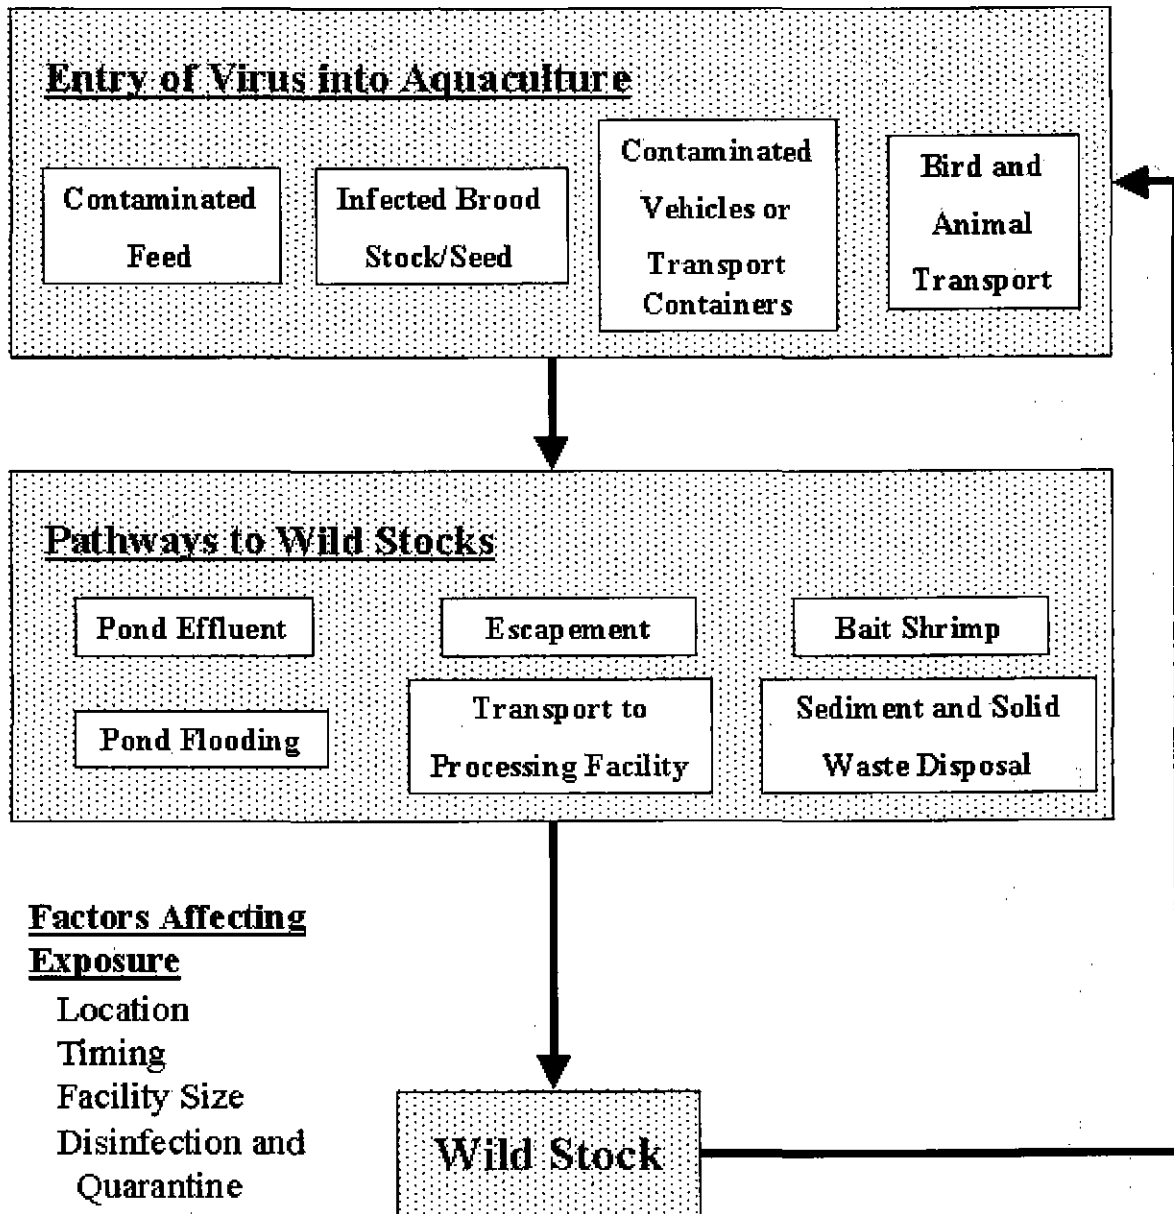 Entry of Virus into Aquaculture
Contaminated
Feed
Infected Brood
Stock/Seed
Contaminated
Vehicles or
Transport
Containers
Bird and
Animal
Transport
Pathways to Wild Stocks
Pond Effluent
Escapement
Bait Shrimp
Pond Flooding
Transport to
Processing Facility
Sediment and Solid
Waste Disposal
Factors Affecting
Exposure
Location
Timing
Facility Size
Disinfection and
Quarantine
Wild Stock